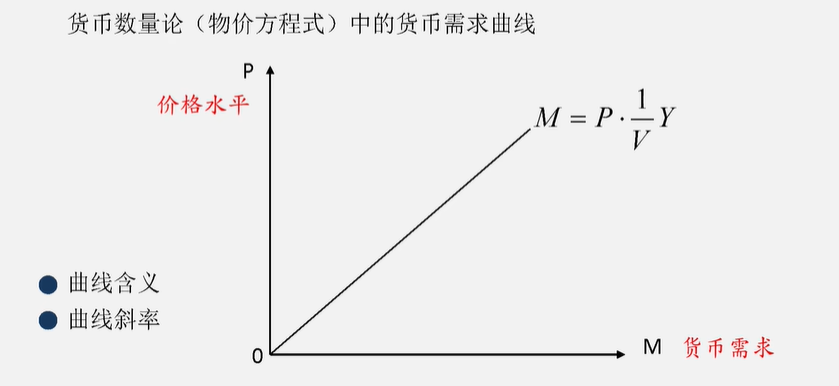 货币数量论（物价方程式）中的货币需求曲线
P
价格水平
M = P · 1/V Y
曲线含义
曲线斜率
0
M 货币需求